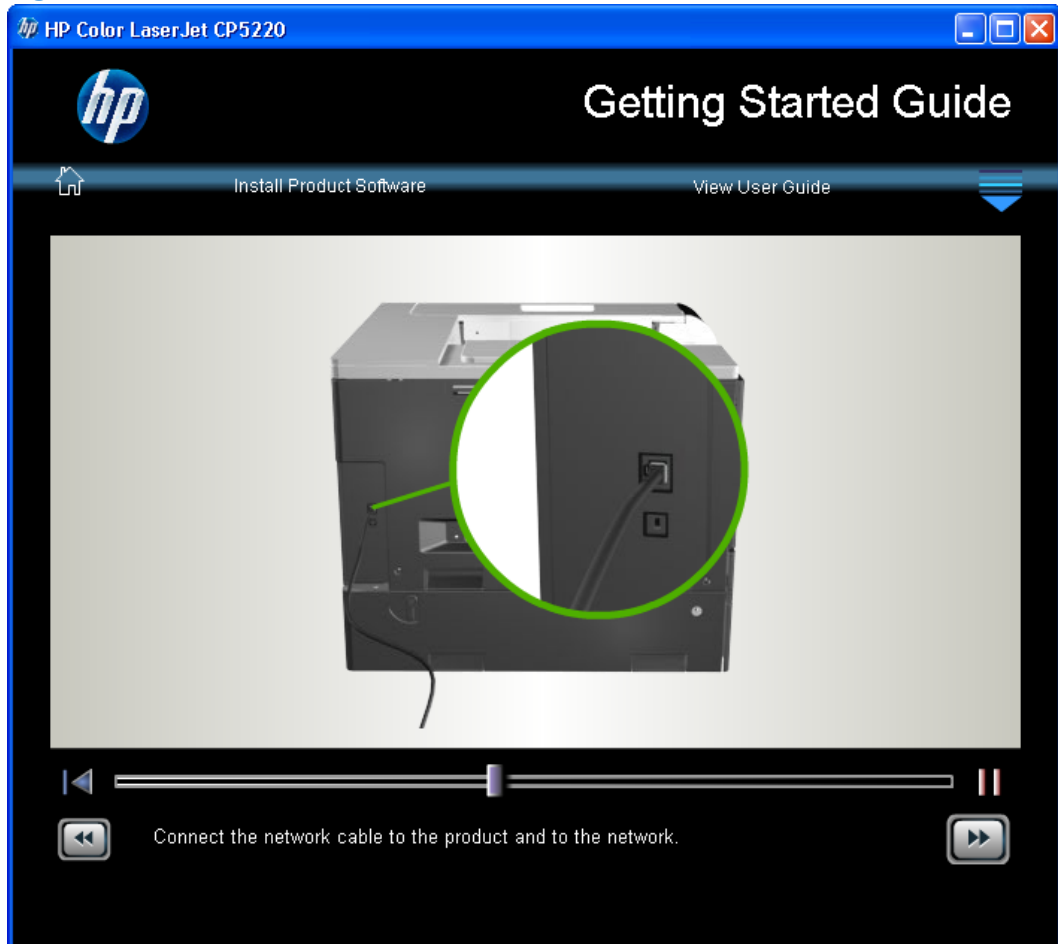 HP Color LaserJet CP5220
hp
Getting Started Guide
Install Product Software
View User Guide
Connect the network cable to the product and to the network.